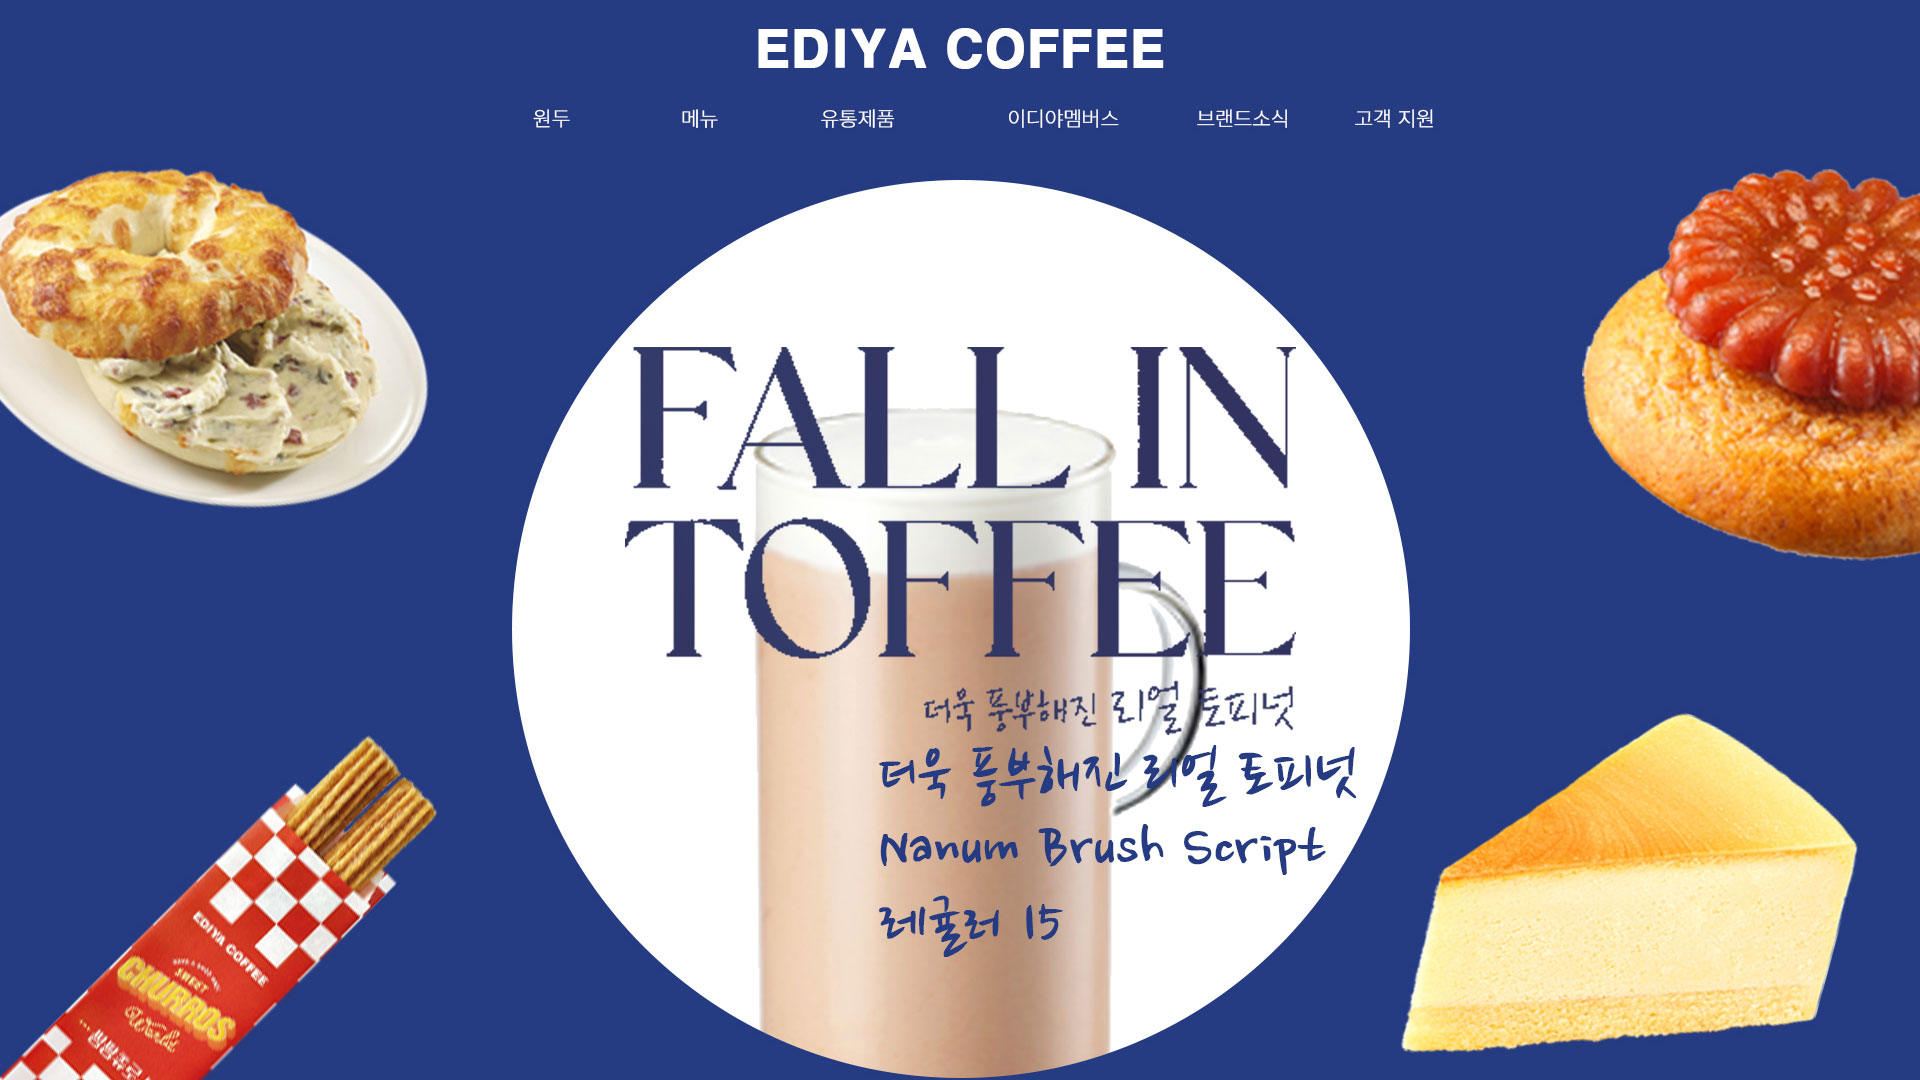 EDIYA COFFEE
원두 메뉴 유통제품 이디야멤버스 브랜드소식 고객 지원
FALL IN
TOFFEE
더욱 풍부해진 리얼 토피넛
더욱 풍부해진 리얼 토피넛
Nanum Brush Script
레귤러 15
EDIYA COFFEE
SWEET
CHURROS